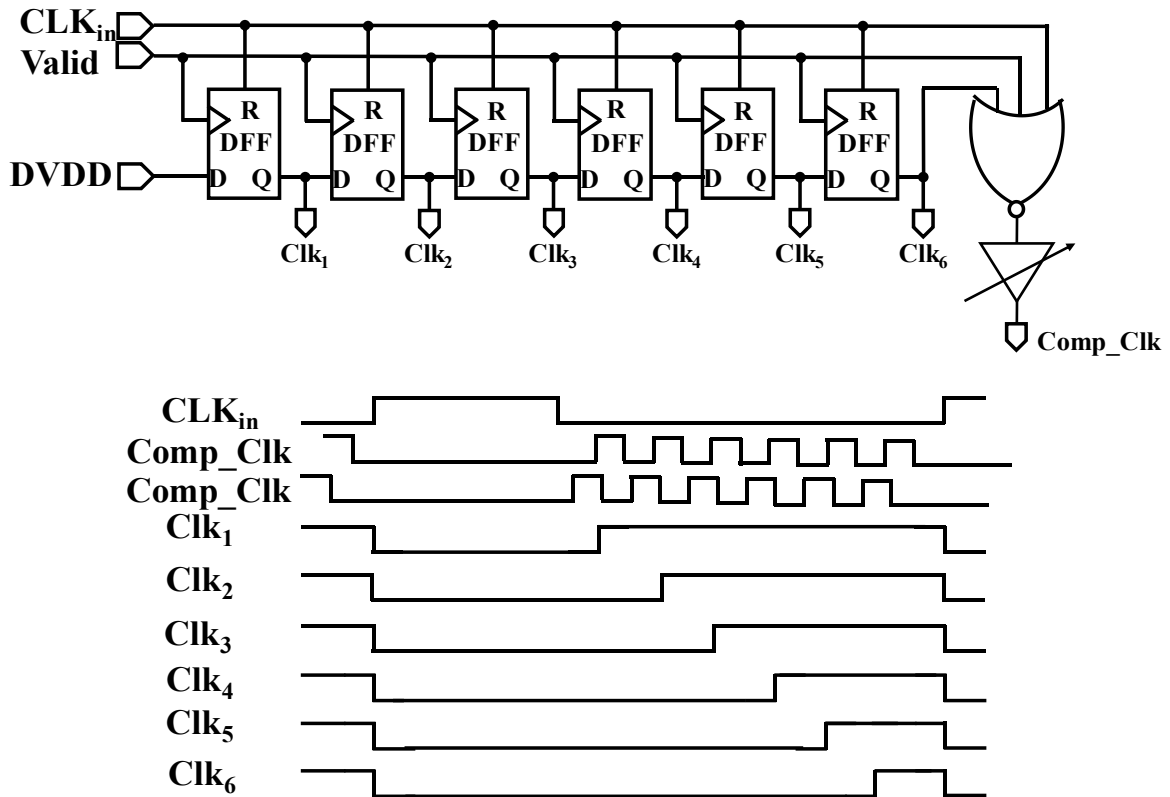 CLKin
Valid
R R R R R R
DFF DFF DFF DFF DFF DFF
DVDD D Q D Q D Q D Q D Q D Q
Clk1 Clk2 Clk3 Clk4 Clk5 Clk6
Comp_Clk
CLKin
Comp_Clk
Comp_Clk
Clk1
Clk2
Clk3
Clk4
Clk5
Clk6